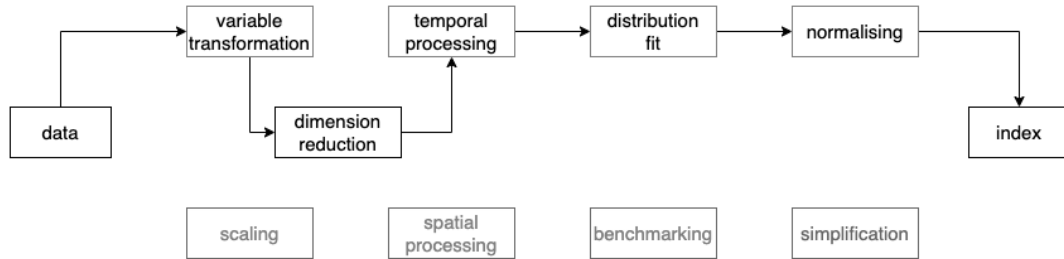 variable
transformation
temporal
processing
distribution
fit
normalising
data
dimension
reduction
index
scaling
spatial
processing
benchmarking
simplification